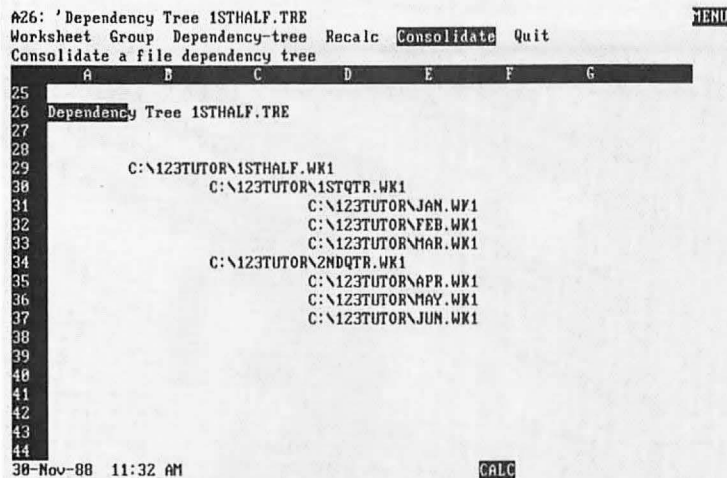 A26: 'Dependency Tree 1STHALF.TRE MENU
Worksheet Group Dependency-tree Recalc Consolidate Quit
Consolidate a file dependency tree
A B C D E F G
25
26 Dependency Tree 1STHALF.TRE
27
28
29 C:\123TUTOR\1STHALF.WK1
30 C:\123TUTOR\1STQTR.WK1
31 C:\123TUTOR\JAN.WK1
32 C:\123TUTOR\FEB.WK1
33 C:\123TUTOR\MAR.WK1
34 C:\123TUTOR\2NDQTR.WK1
35 C:\123TUTOR\APR.WK1
36 C:\123TUTOR\MAY.WK1
37 C:\123TUTOR\JUN.WK1
38
39
40
41
42
43
44
30-Nov-88 11:32 AM CALC